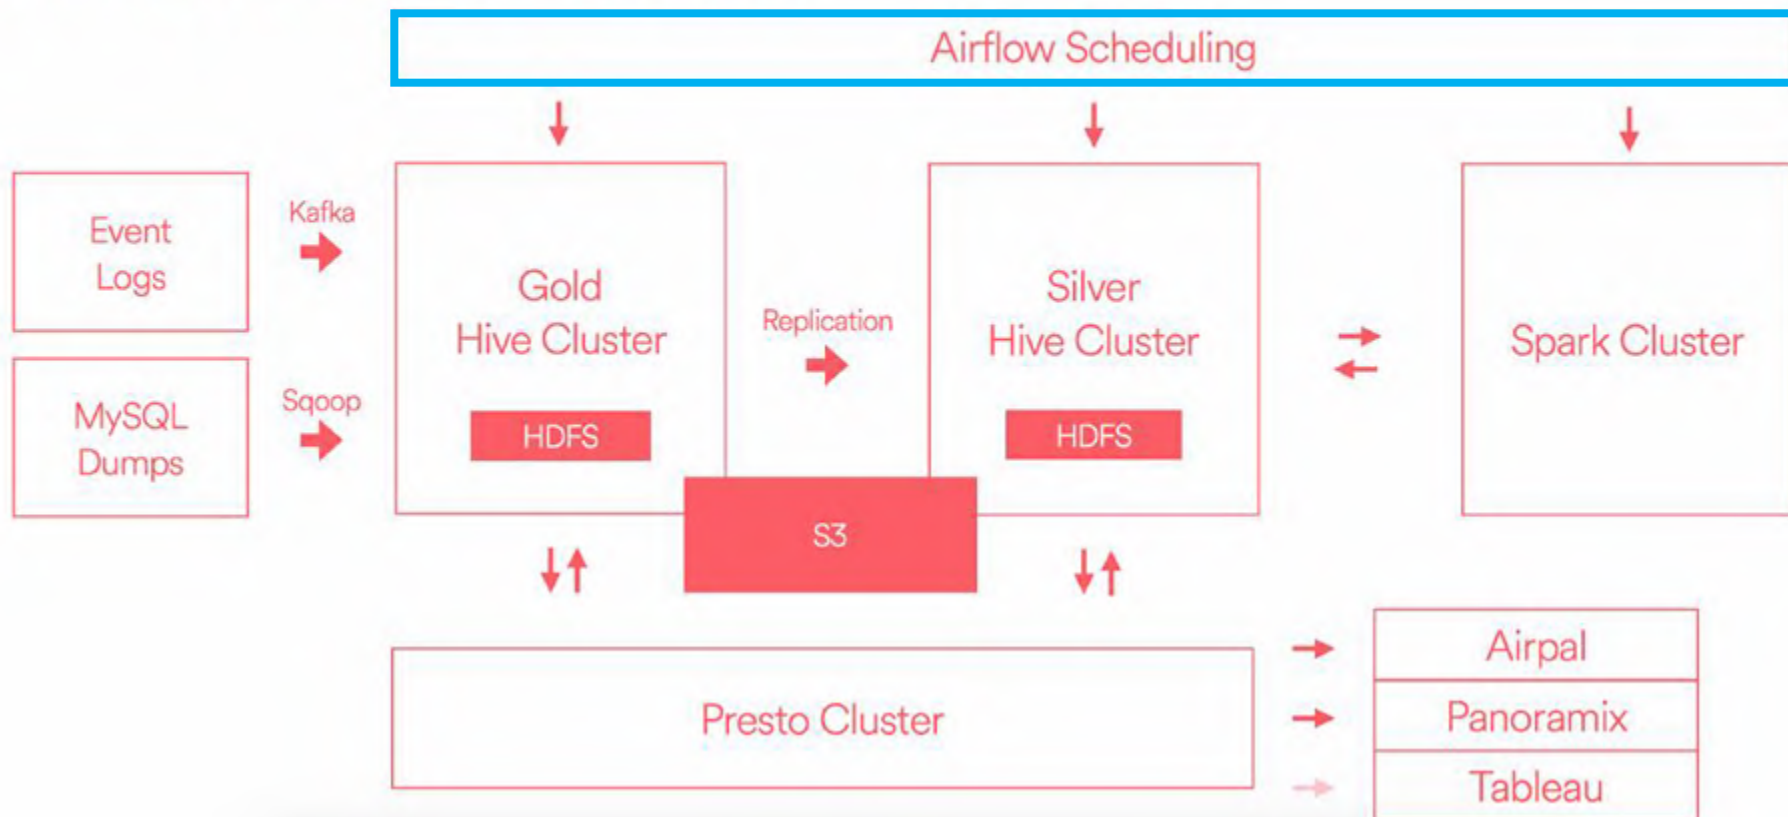 Airflow Scheduling
Event
Logs
Kafka
Gold
Hive Cluster
HDFS
Replication
Silver
Hive Cluster
HDFS
Spark Cluster
MySQL
Dumps
Sqoop
S3
Presto Cluster
Airpal
Panoramix
Tableau